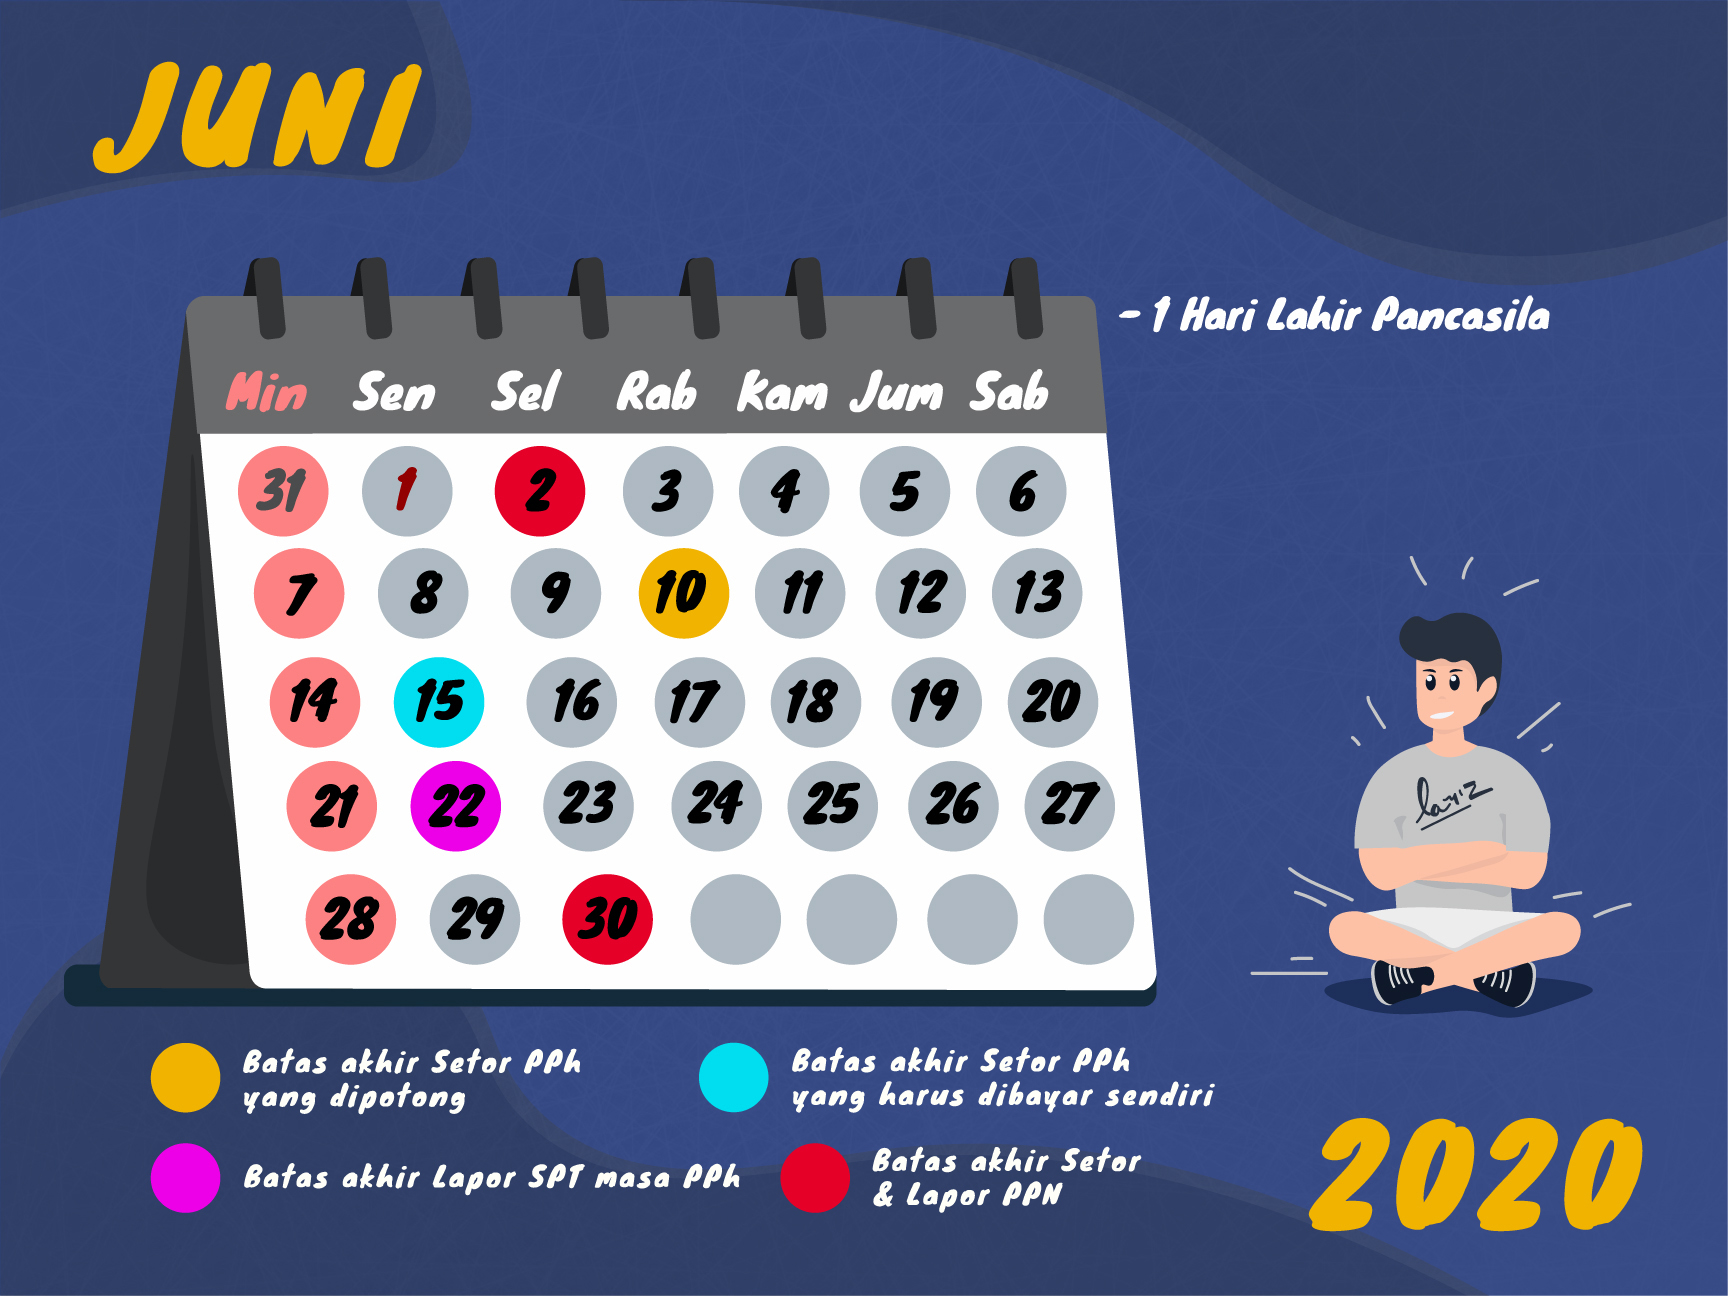 JUNI
- 1 Hari Lahir Pancasila
Min Sen Sel Rab Kam Jum Sab
31 1 2 3 4 5 6
7 8 9 10 11 12 13
14 15 16 17 18 19 20
21 22 23 24 25 26 27
28 29 30
Batas akhir Setor PPh
yang dipotong
Batas akhir Setor PPh
yang harus dibayar sendiri
Batas akhir Lapor SPT masa PPh
Batas akhir Setor
& Lapor PPN
2020